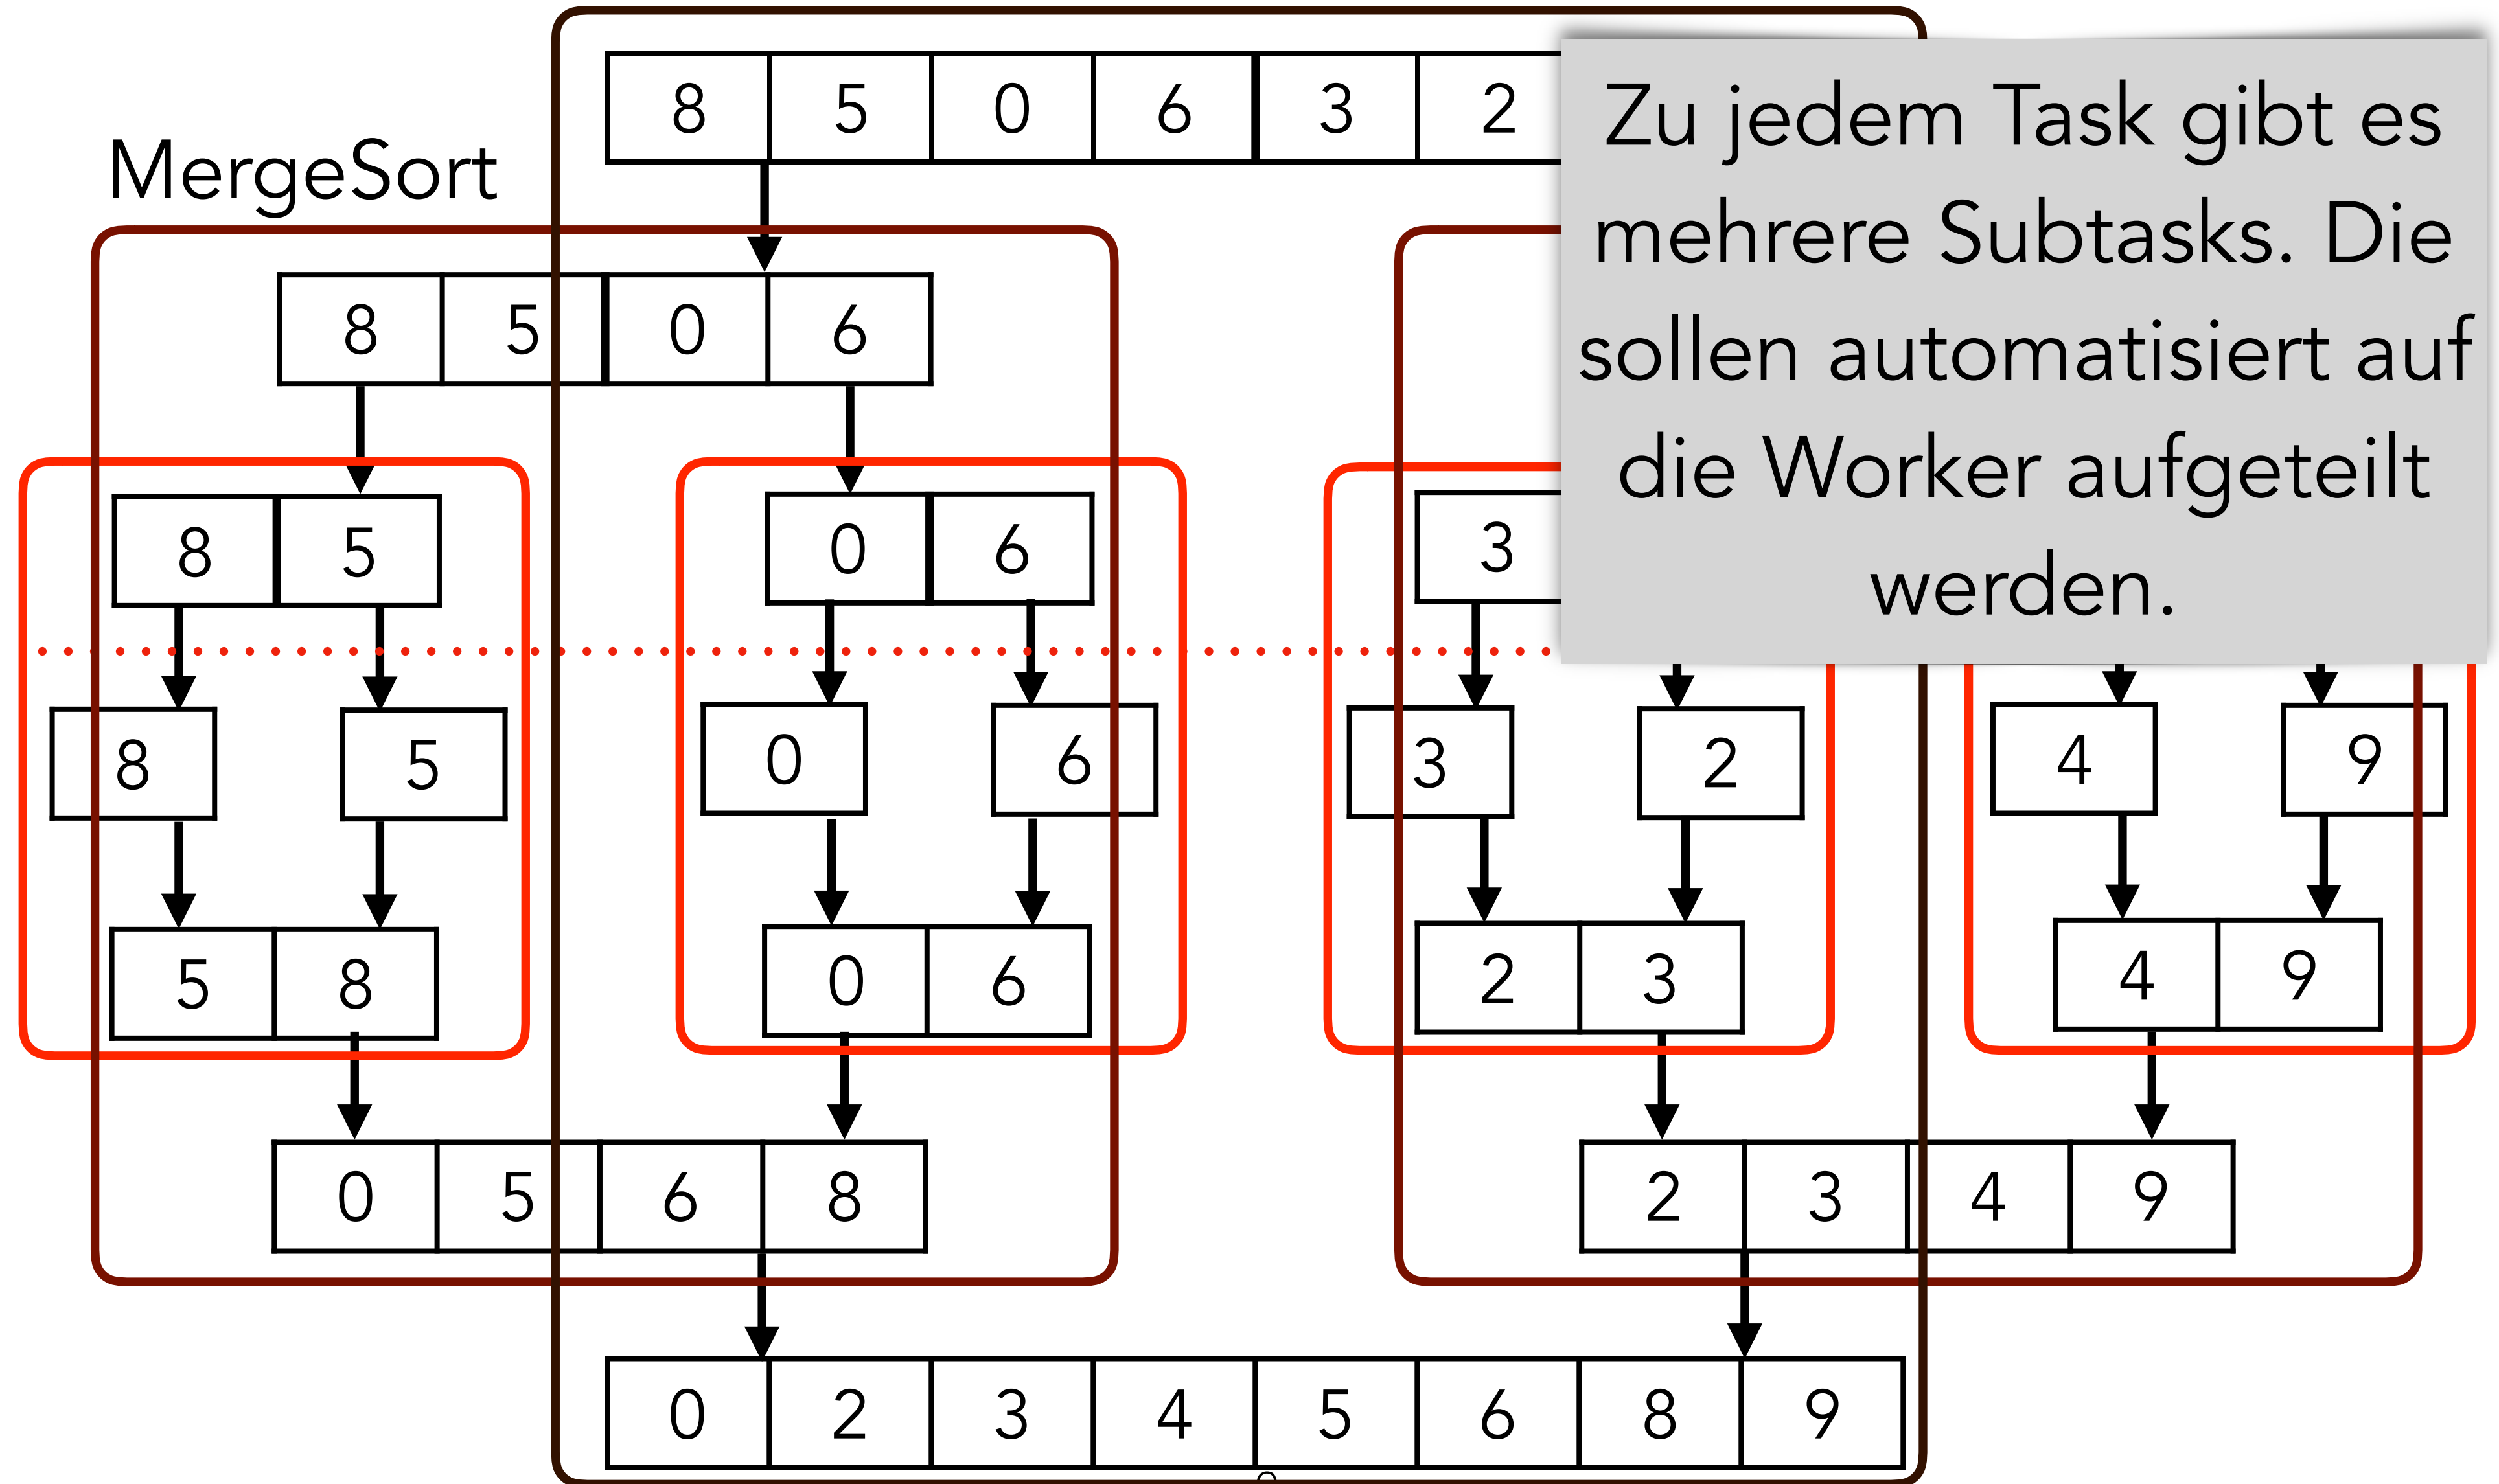 8 5 0 6 3 2
MergeSort
Zu jedem Task gibt es
mehrere Subtasks. Die
sollen automatisiert auf
die Worker aufgeteilt
werden.
8 5 0 6
8 5 0 6 3
8 5 0 6 3 2 4 9
5 8 0 6 2 3 4 9
0 5 6 8 2 3 4 9
0 2 3 4 5 6 8 9